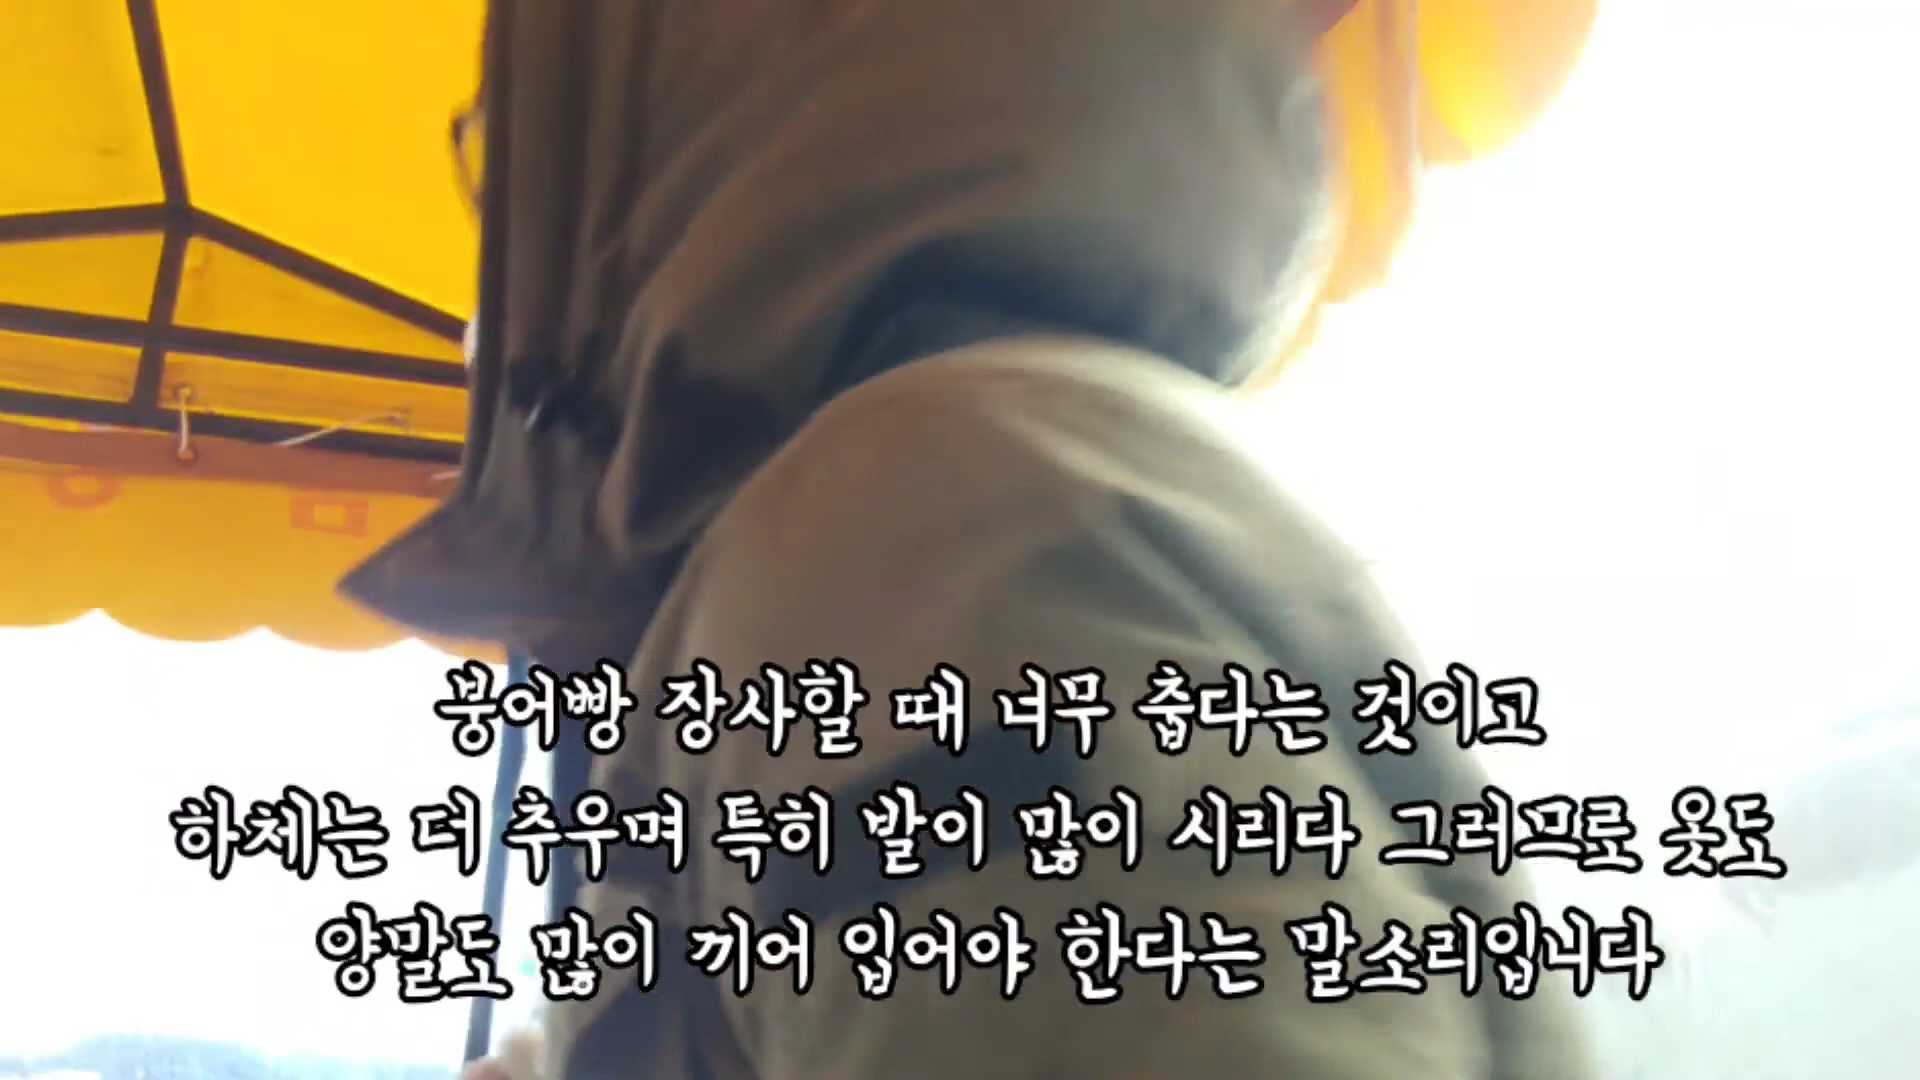 붕어빵 장사할 때 너무 춥다는 것이고
하체는 더 추우며 특히 발이 많이 시리다 그러므로 옷도
양말도 많이 끼어 입어야 한다는 말소리입니다